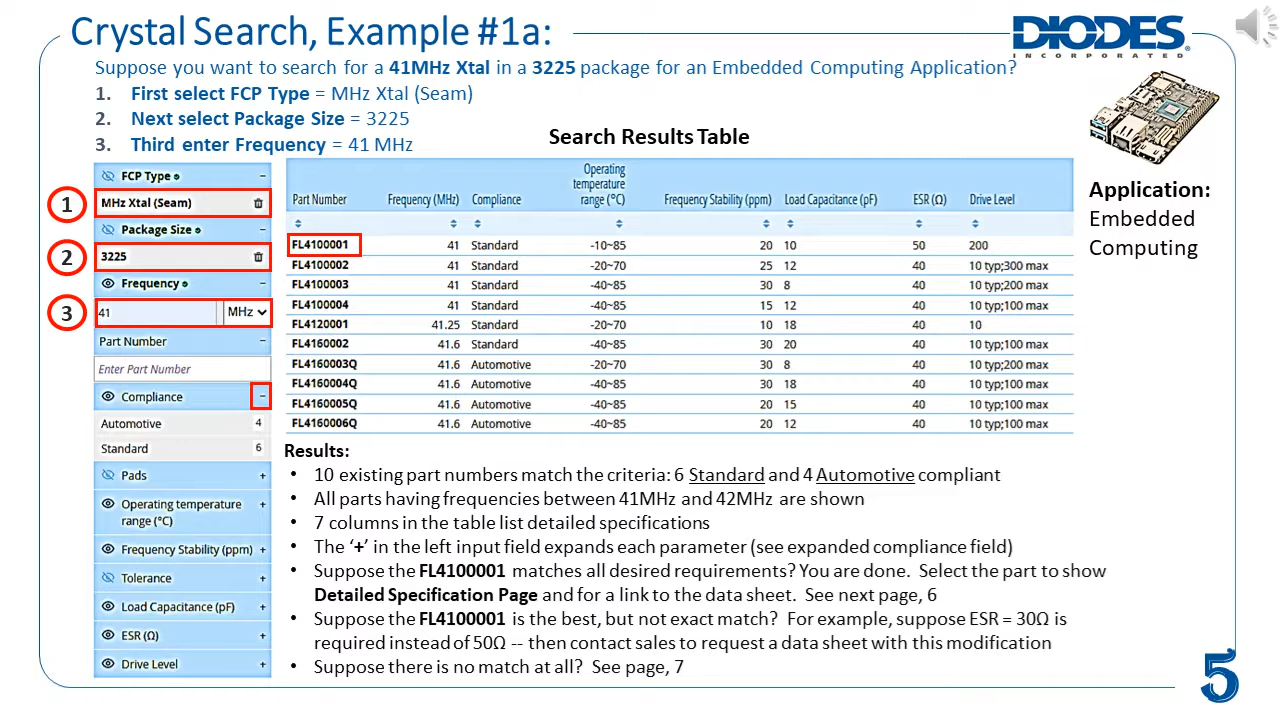 Crystal Search, Example #1a:
DIODES
INCORPORATED
Suppose you want to search for a 41MHz Xtal in a 3225 package for an Embedded Computing Application?
1. First select FCP Type = MHz Xtal (Seam)
2. Next select Package Size = 3225
3. Third enter Frequency = 41 MHz
Search Results Table
Application:
Embedded
Computing
FCP Type −
1 MHz Xtal (Seam)
Package Size −
2 3225
Frequency −
3 41 MHz
Part Number −
Enter Part Number
Compliance −
Automotive 4
Standard 6
Pads +
Operating temperature +
range (°C)
Frequency Stability (ppm) +
Tolerance +
Load Capacitance (pF) +
ESR (Ω) +
Drive Level +
Operating
temperature
Part Number Frequency (MHz) Compliance range (°C) Frequency Stability (ppm) Load Capacitance (pF) ESR (Ω) Drive Level
FL4100001 41 Standard -10~85 20 10 50 200
FL4100002 41 Standard -20~70 25 12 40 10 typ;300 max
FL4100003 41 Standard -40~85 30 8 40 10 typ;200 max
FL4100004 41 Standard -40~85 15 12 40 10 typ;100 max
FL4120001 41.25 Standard -20~70 10 18 40 10
FL4160002 41.6 Standard -40~85 30 20 40 10 typ;100 max
FL4160003Q 41.6 Automotive -20~70 30 8 40 10 typ;200 max
FL4160004Q 41.6 Automotive -40~85 30 18 40 10 typ;100 max
FL4160005Q 41.6 Automotive -40~85 20 15 40 10 typ;100 max
FL4160006Q 41.6 Automotive -40~85 20 12 40 10 typ;100 max
Results:
• 10 existing part numbers match the criteria: 6 Standard and 4 Automotive compliant
• All parts having frequencies between 41MHz and 42MHz are shown
• 7 columns in the table list detailed specifications
• The ‘+’ in the left input field expands each parameter (see expanded compliance field)
• Suppose the FL4100001 matches all desired requirements? You are done. Select the part to show
Detailed Specification Page and for a link to the data sheet. See next page, 6
• Suppose the FL4100001 is the best, but not exact match? For example, suppose ESR = 30Ω is
required instead of 50Ω -- then contact sales to request a data sheet with this modification
• Suppose there is no match at all? See page, 7
5